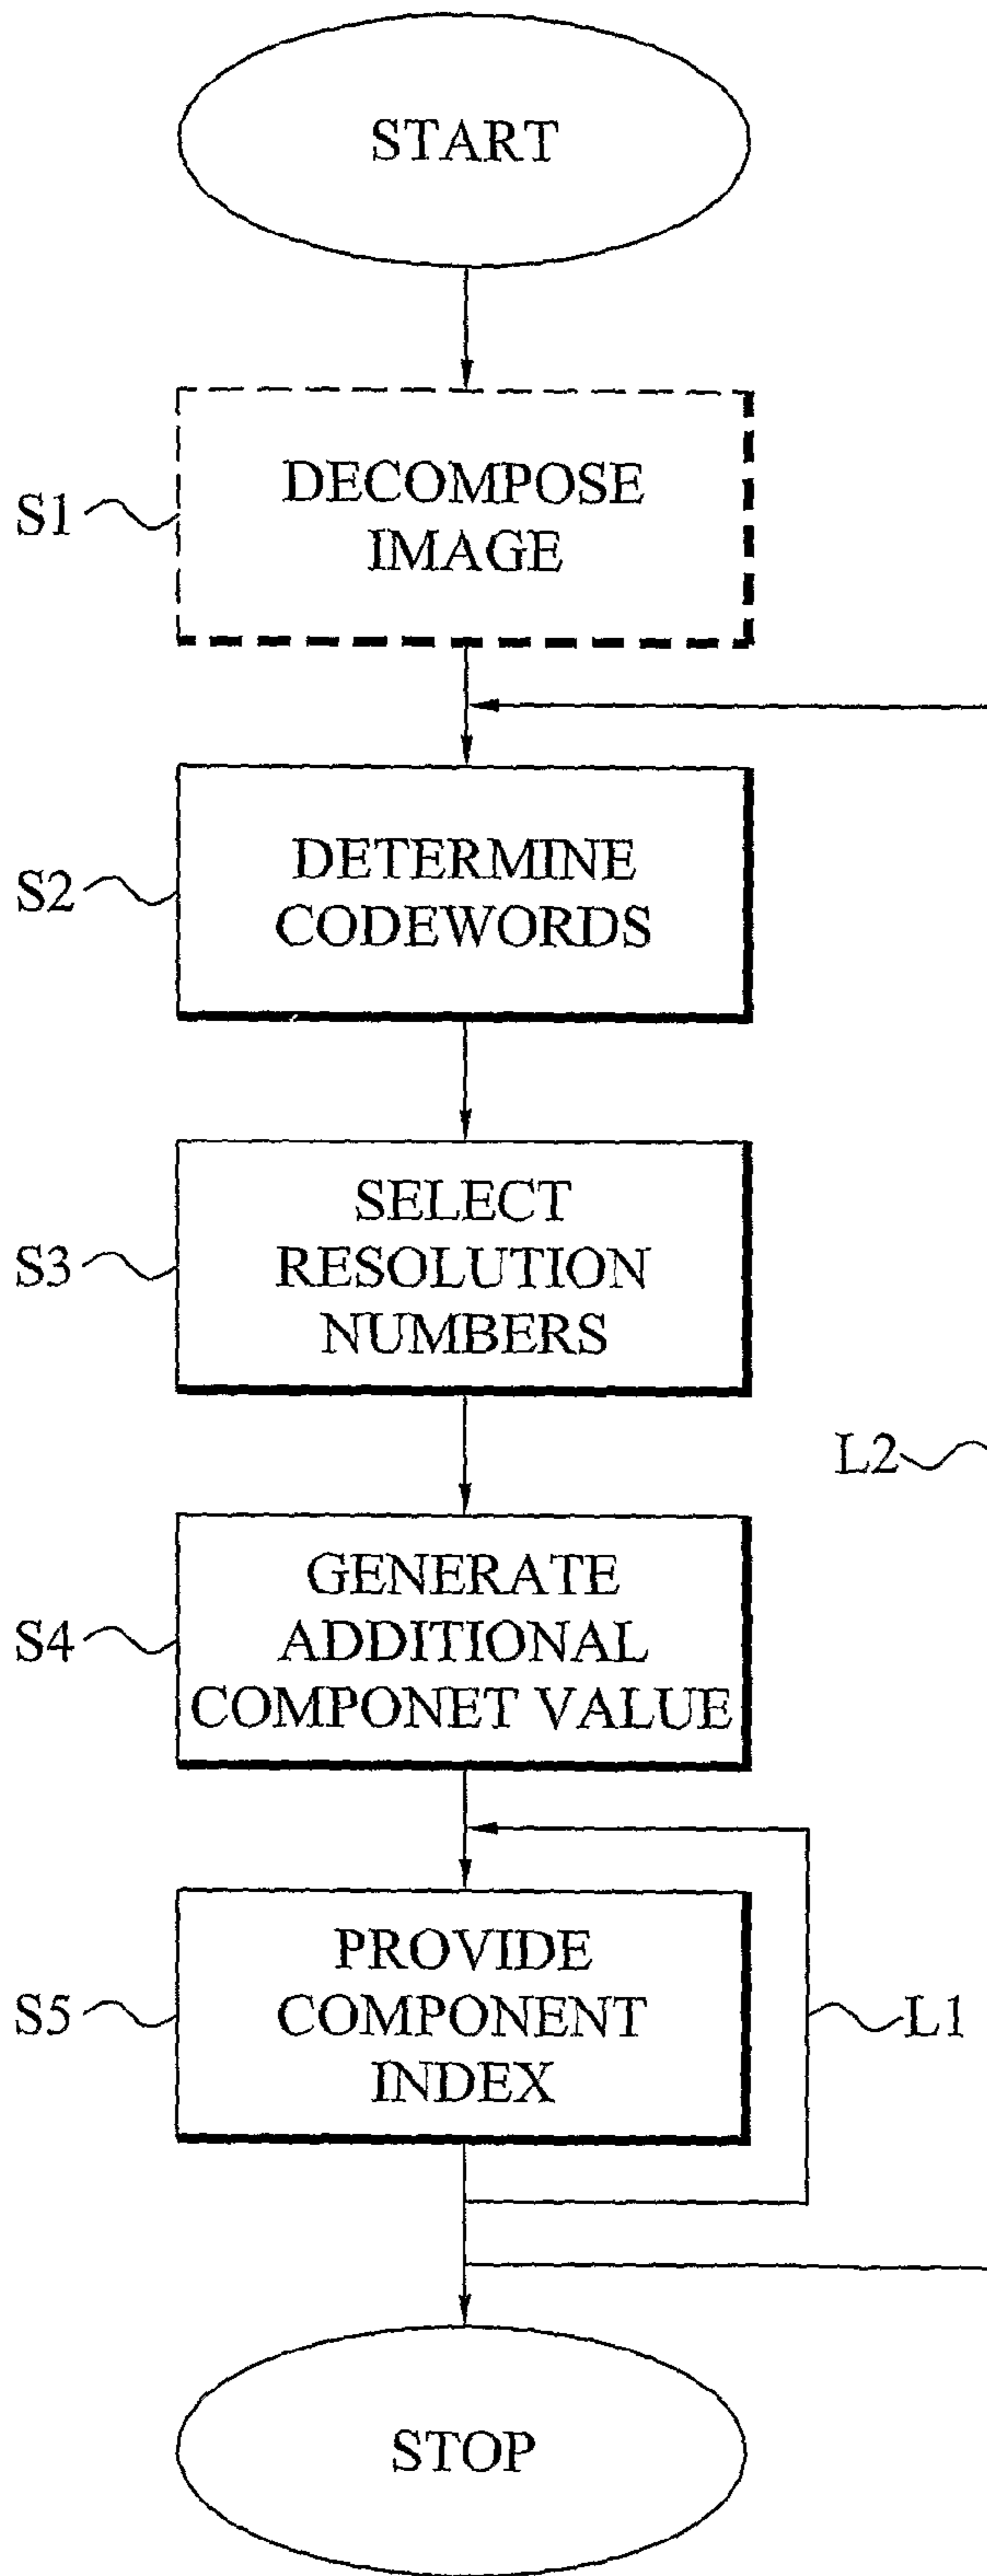 START
S1
DECOMPOSE
IMAGE
S2
DETERMINE
CODEWORDS
S3
SELECT
RESOLUTION
NUMBERS
L2
S4
GENERATE
ADDITIONAL
COMPONET VALUE
S5
PROVIDE
COMPONENT
INDEX
L1
STOP